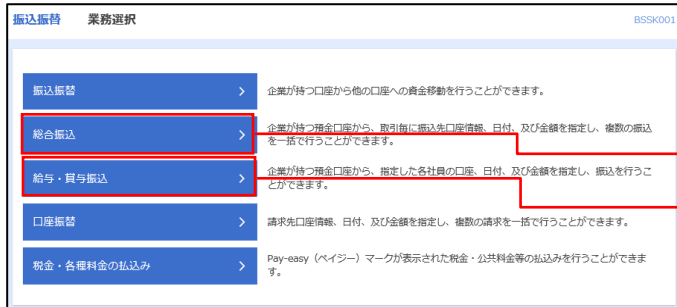 振込振替 業務選択 BSSK001
振込振替
企業が持つ口座から他の口座への資金移動を行うことができます。
総合振込
企業が持つ預金口座から、取引毎に振込先口座情報、日付、及び金額を指定し、複数の振込
を一括で行うことができます。
給与・賞与振込
企業が持つ預金口座から、指定した各社員の口座、日付、及び金額を指定し、振込を行うこ
とができます。
口座振替
請求先口座情報、日付、及び金額を指定し、複数の請求を一括で行うことができます。
税金・各種料金の払込み
Pay-easy（ペイジー）マークが表示された税金・公共料金等の払込みを行うことができま
す。